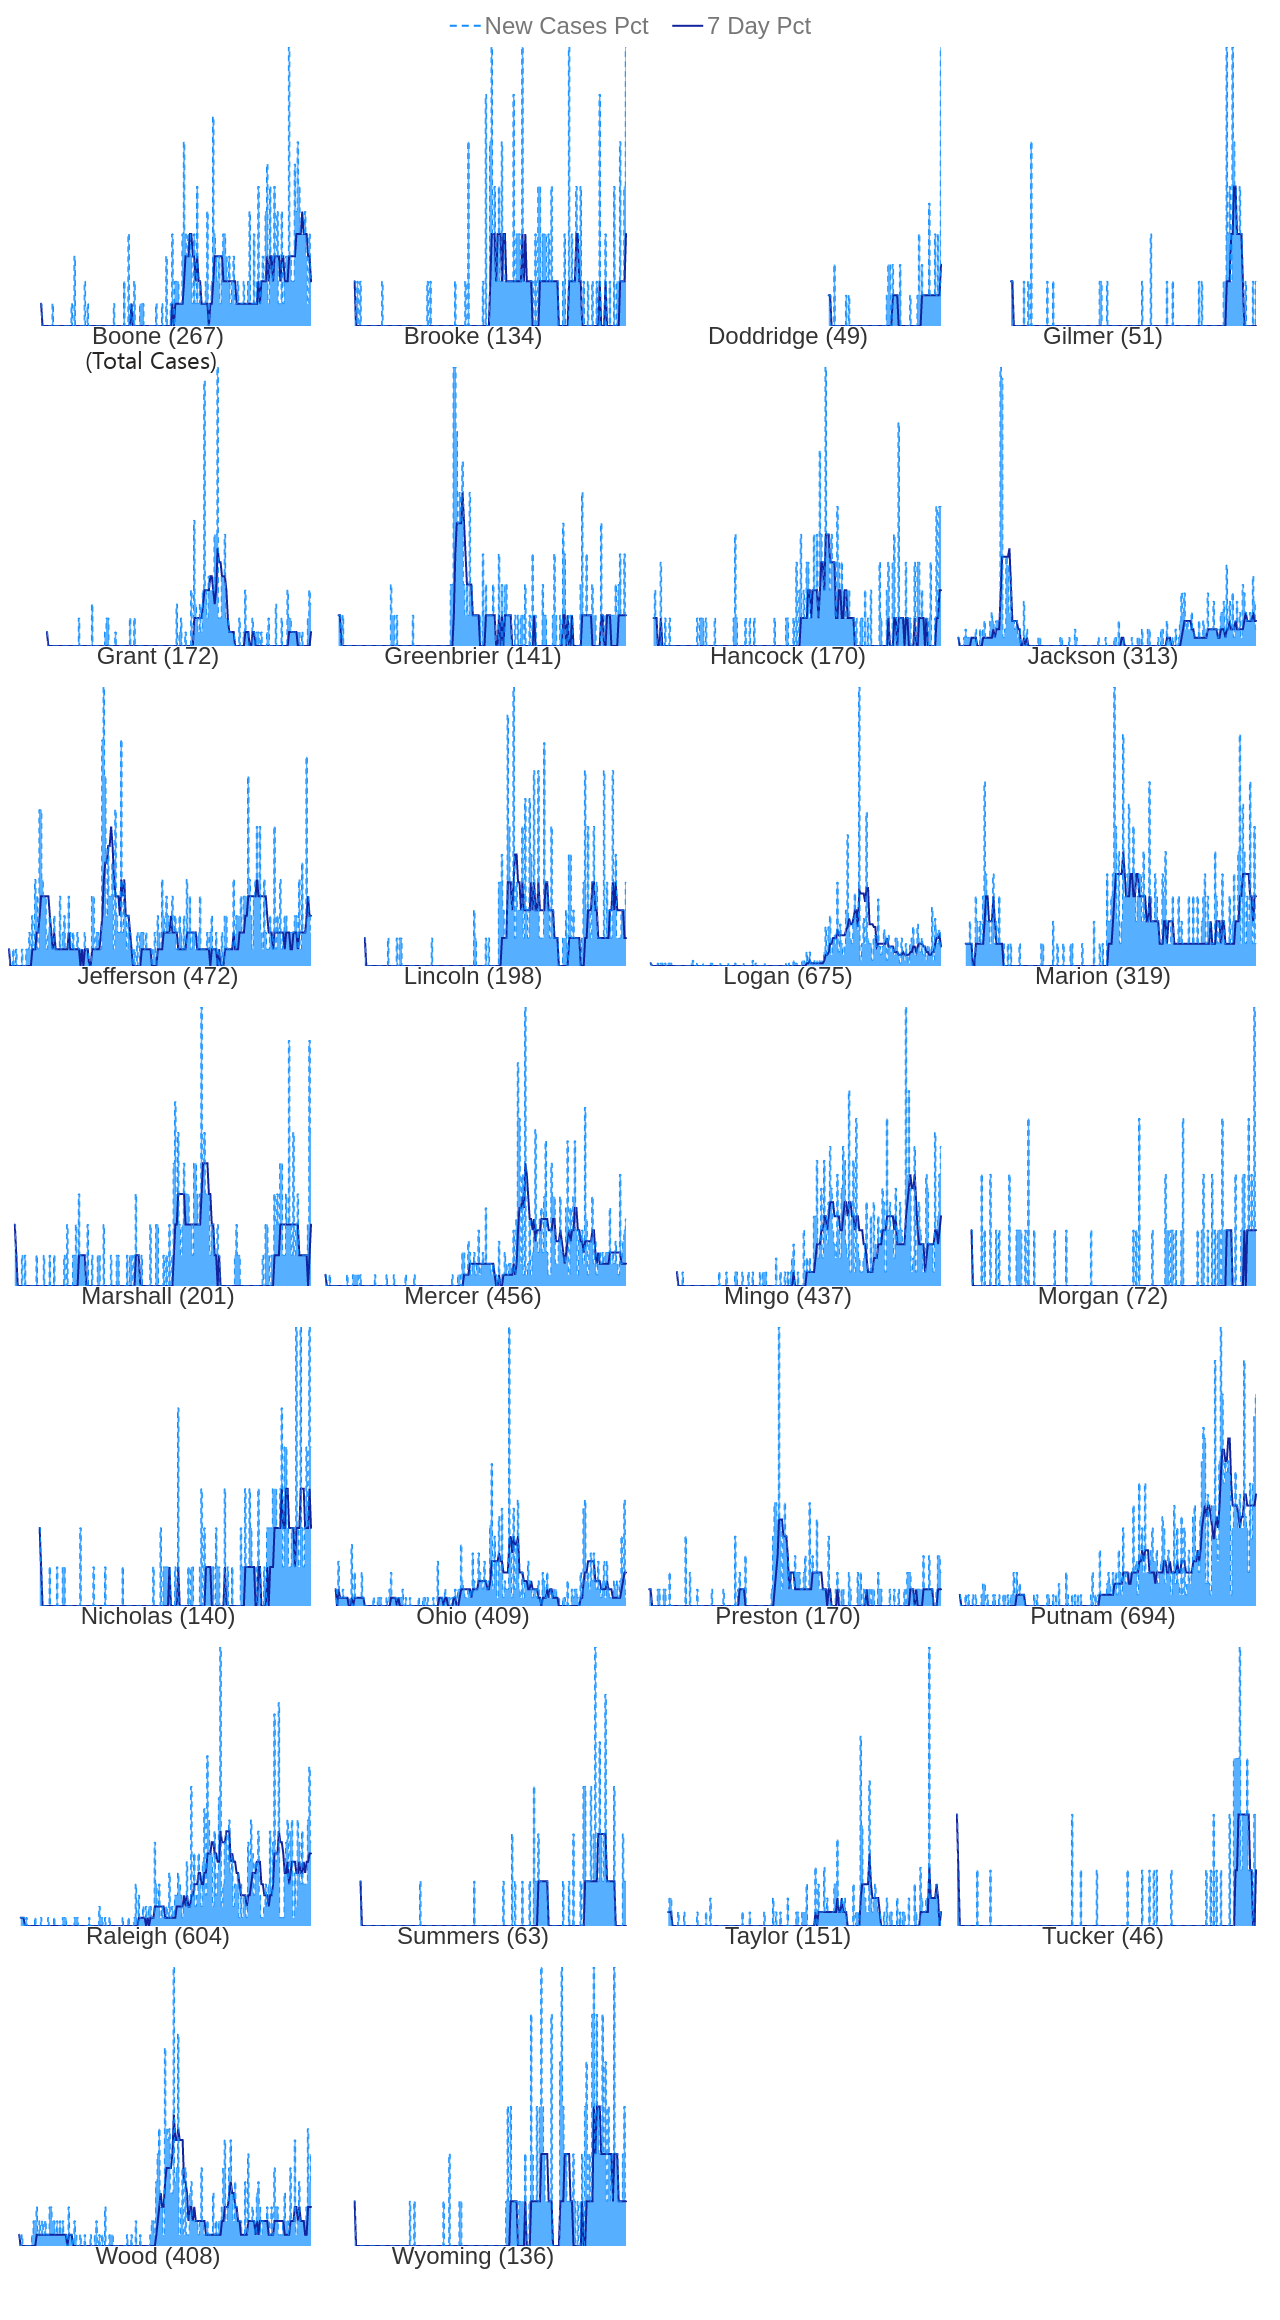 New Cases Pct 7 Day Pct
Boone (267) Brooke (134) Doddridge (49) Gilmer (51)
(Total Cases)
Grant (172) Greenbrier (141) Hancock (170) Jackson (313)
Jefferson (472) Lincoln (198) Logan (675) Marion (319)
Marshall (201) Mercer (456) Mingo (437) Morgan (72)
Nicholas (140) Ohio (409) Preston (170) Putnam (694)
Raleigh (604) Summers (63) Taylor (151) Tucker (46)
Wood (408) Wyoming (136)